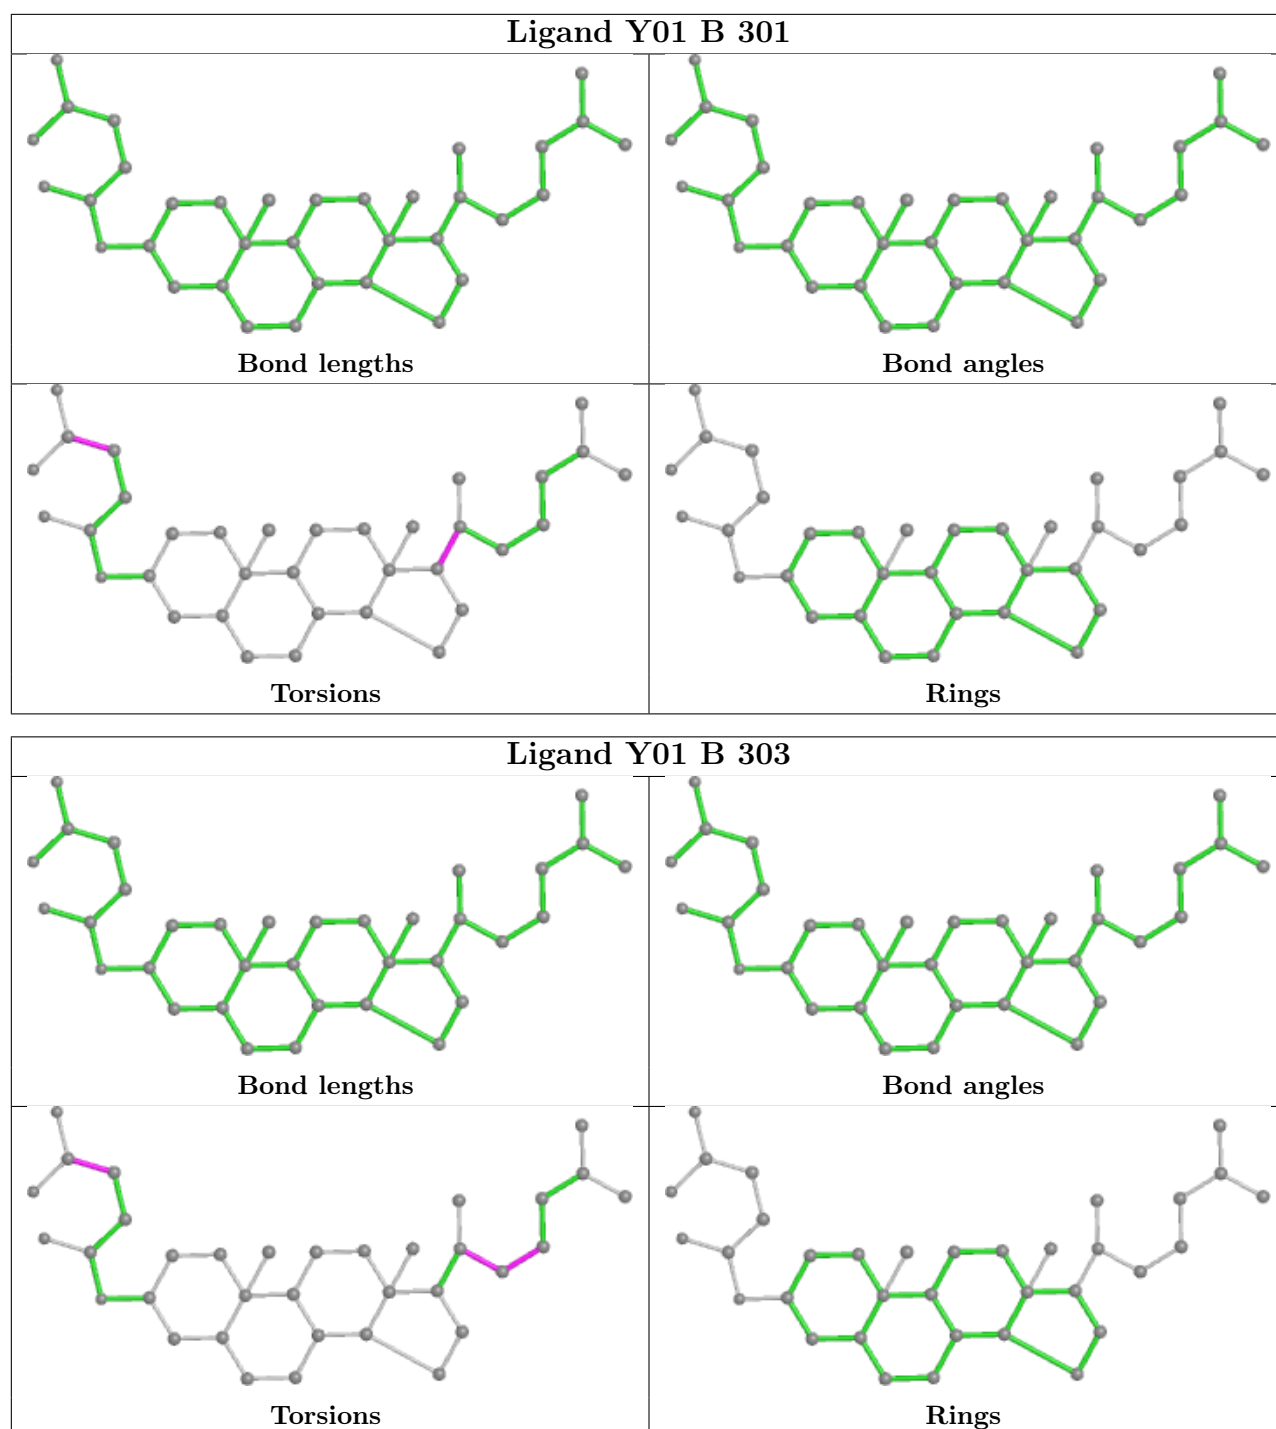 Ligand Y01 B 301
Bond lengths
Bond angles
Torsions
Rings
Ligand Y01 B 303
Bond lengths
Bond angles
Torsions
Rings